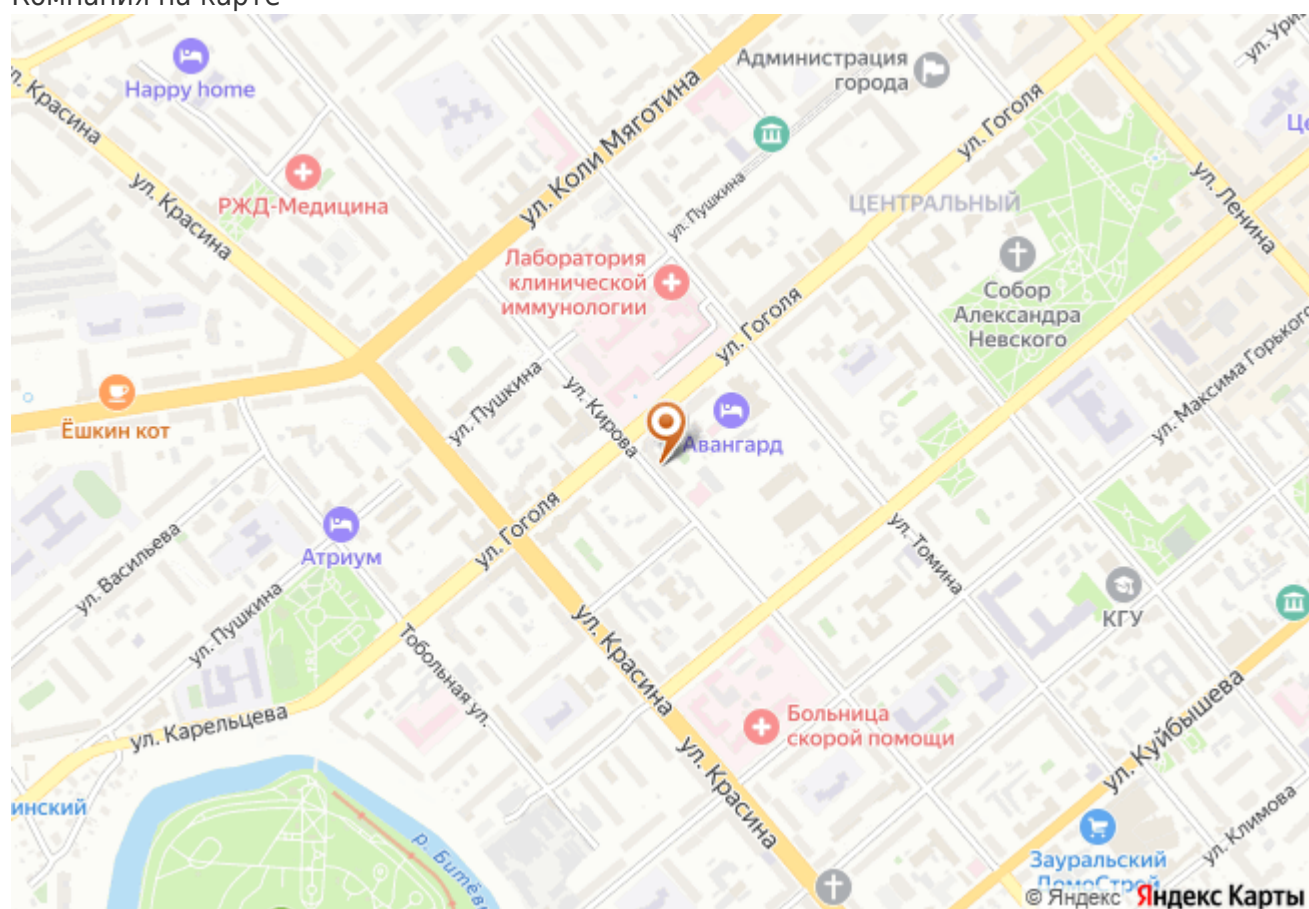 Компания на карте
ул. Красина
Happy home
ул. Коли Мяготина
Администрация
города
ул. Гоголя
ул. Красина
РЖД-Медицина
ул. Пушкина
ЦЕНТРАЛЬНЫЙ
ул. Ленина
Лаборатория
клинической
иммунологии
Собор
Александра
Невского
ул. Гоголя
ул. Максима Горького
ул. Пушкина
ул. Кирова
Ёшкин кот
Авангард
ул. Гоголя
ул. Томина
Атриум
ул. Васильева
ул. Пушкина
КГУ
Тобольная ул.
ул. Красина
ул. Карельцева
Больница
скорой помощи
ул. Куйбышева
ул. Красина
инский
р. Битёв
ул. Климова
Зауральский
ДомоСтрой
© Яндекс Яндекс Карты